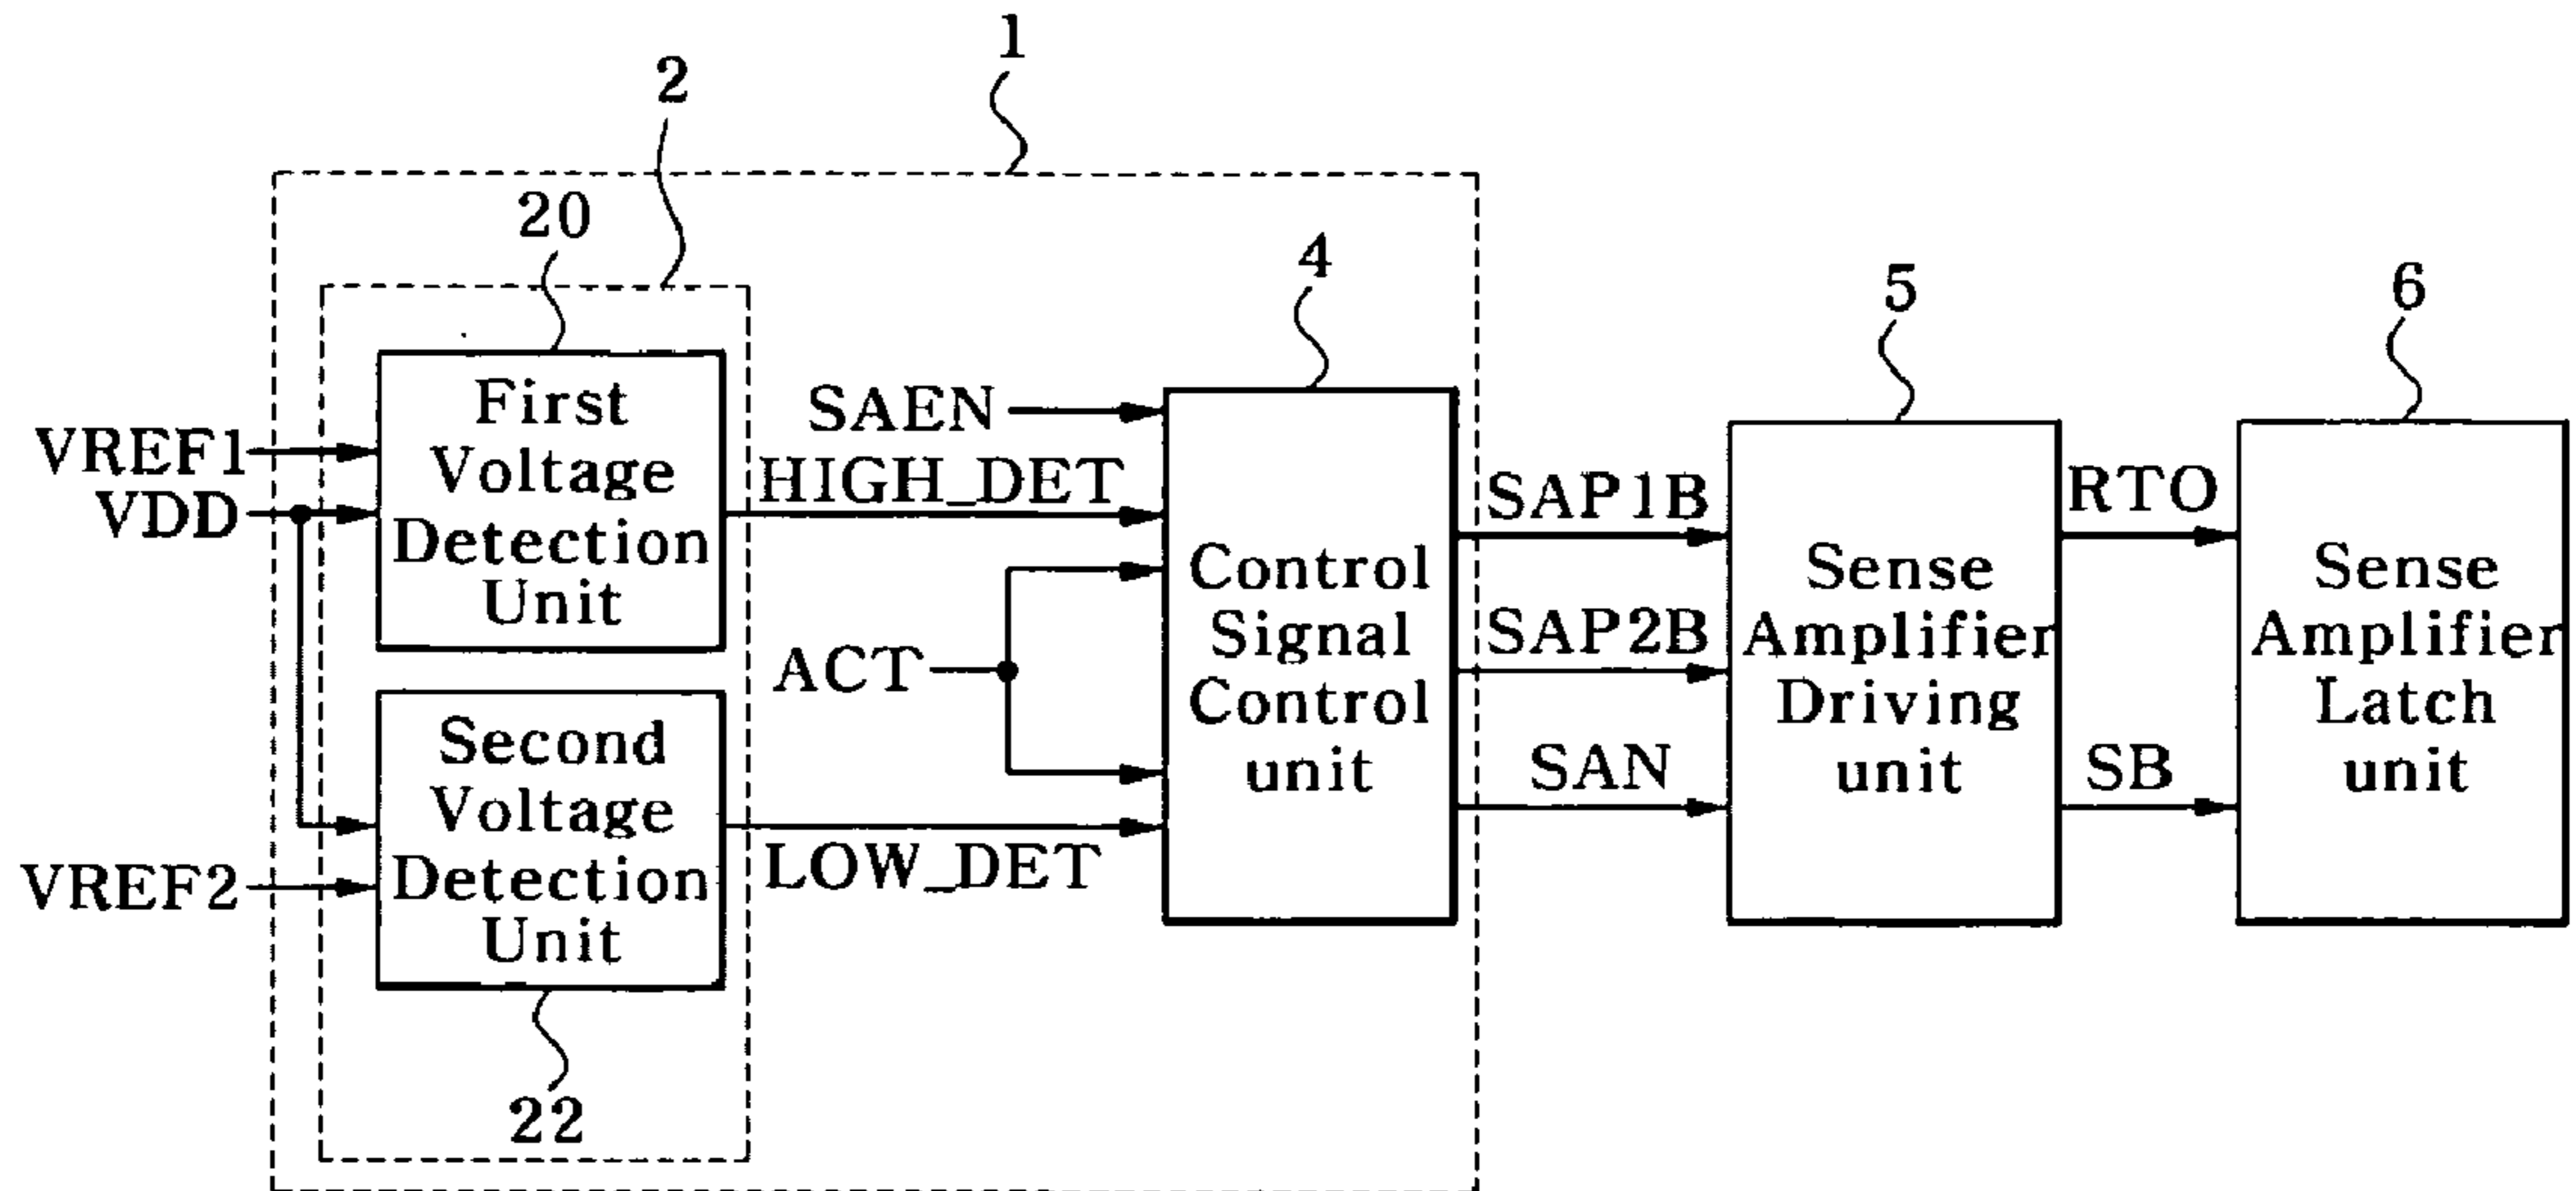 1
2
20
4
5
6
First
Voltage
Detection
Unit
VREF1
VDD
SAEN
HIGH_DET
ACT
Second
Voltage
Detection
Unit
VREF2
LOW_DET
22
Control
Signal
Control
unit
SAP1B
SAP2B
SAN
Sense
Amplifier
Driving
unit
RTO
SB
Sense
Amplifier
Latch
unit